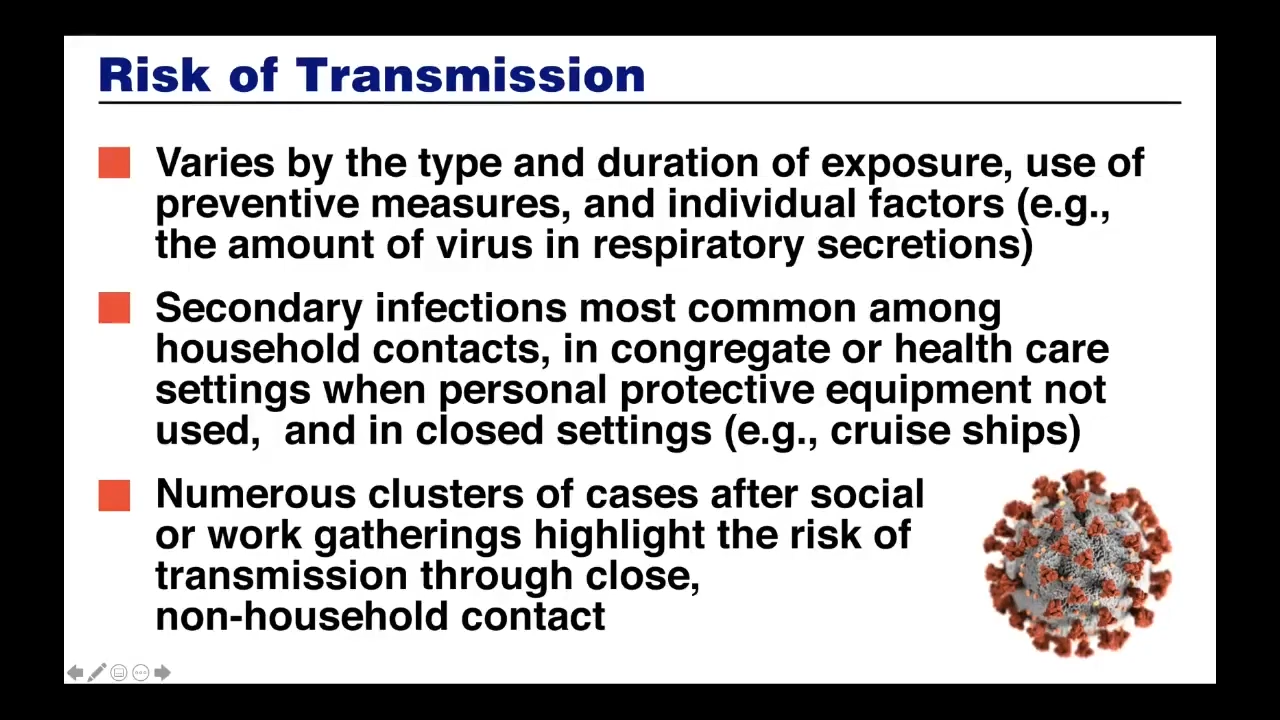 Risk of Transmission
Varies by the type and duration of exposure, use of
preventive measures, and individual factors (e.g.,
the amount of virus in respiratory secretions)
Secondary infections most common among
household contacts, in congregate or health care
settings when personal protective equipment not
used,  and in closed settings (e.g., cruise ships)
Numerous clusters of cases after social
or work gatherings highlight the risk of
transmission through close,
non-household contact